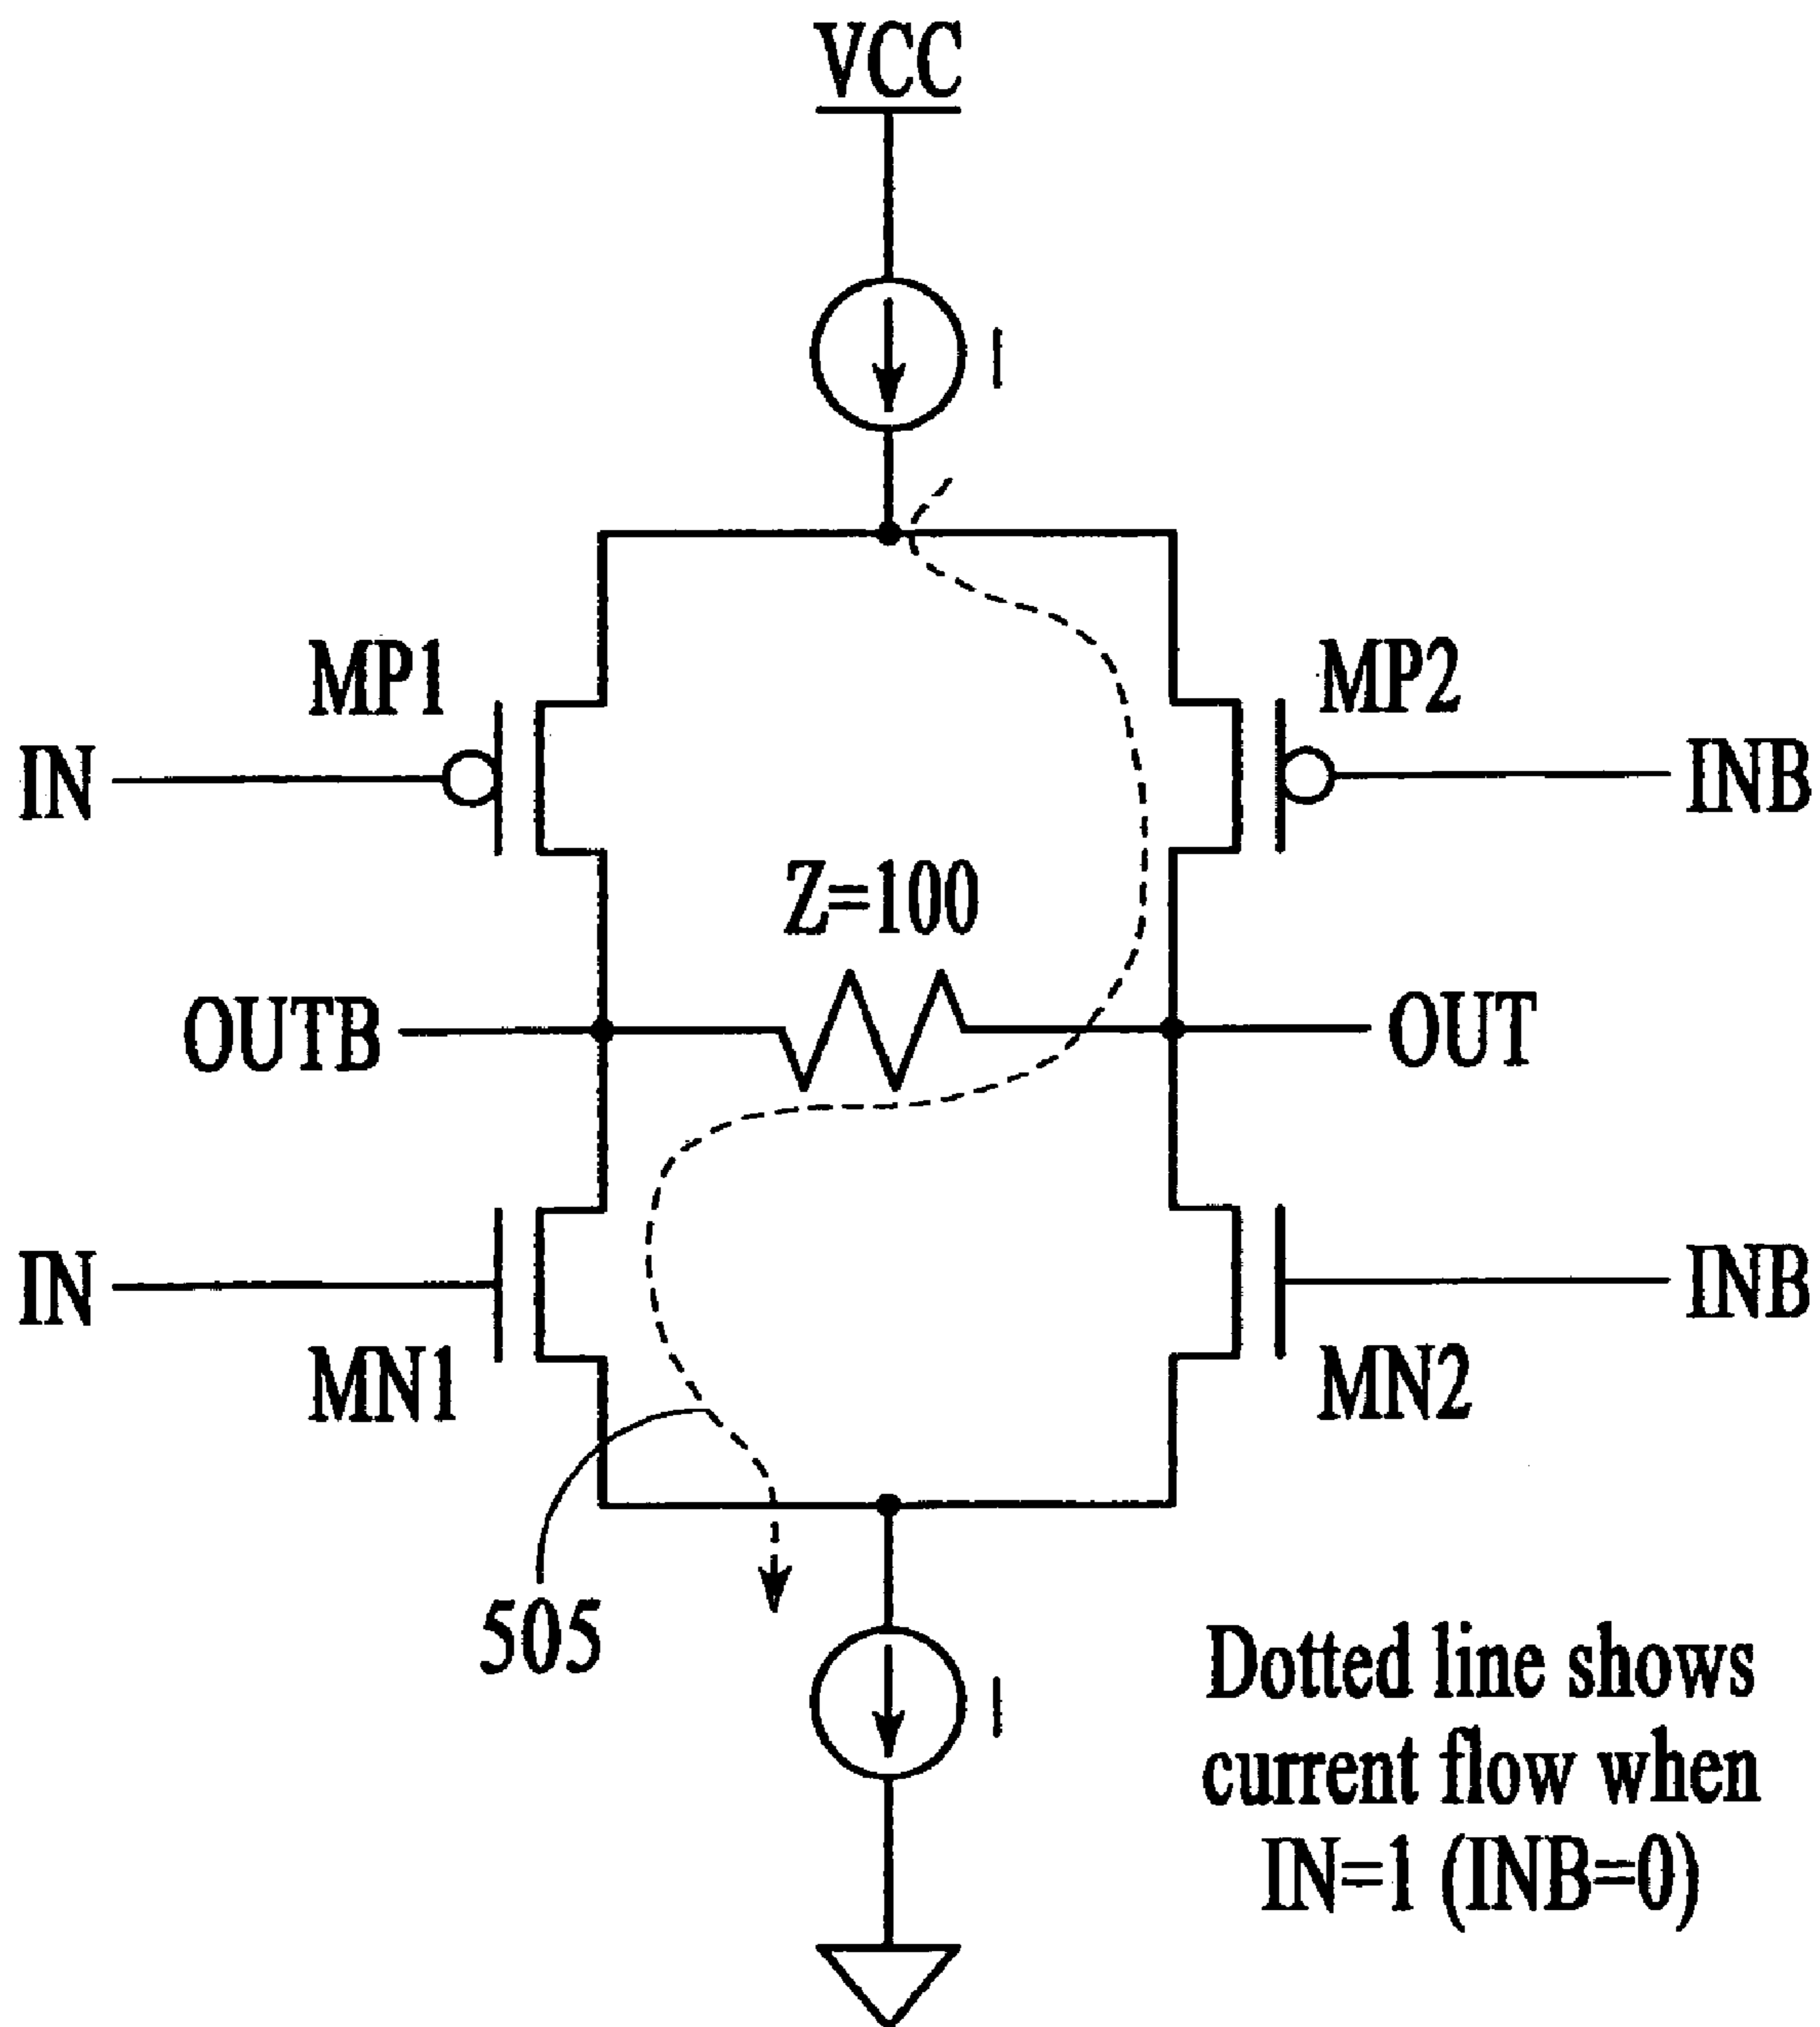 VCC
I
MP1
MP2
IN
INB
Z=100
OUTB
OUT
IN
INB
MN1
MN2
505
I
Dotted line shows
current flow when
IN=1 (INB=0)